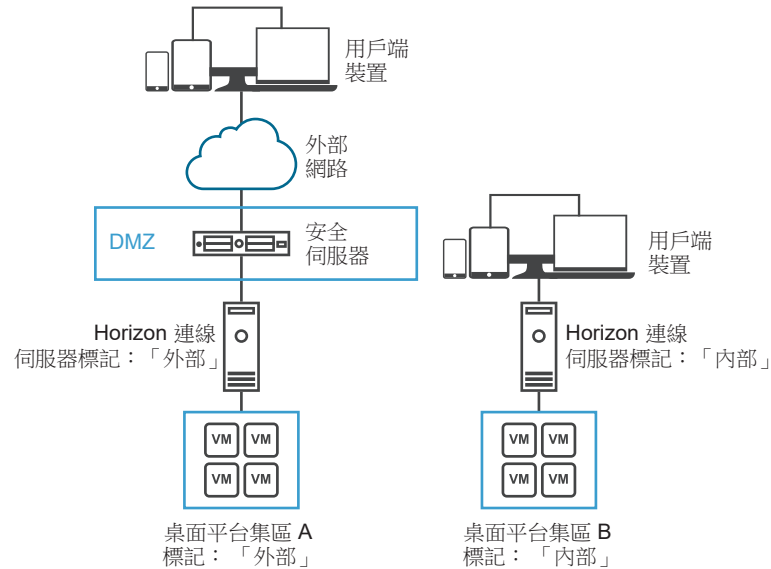 用戶端
裝置
外部
網路
DMZ
安全
伺服器
用戶端
裝置
Horizon 連線
伺服器標記：「外部」
Horizon 連線
伺服器標記：「內部」
VM VM
VM VM
VM VM
VM VM
桌面平台集區 A
標記：「外部」
桌面平台集區 B
標記：「內部」